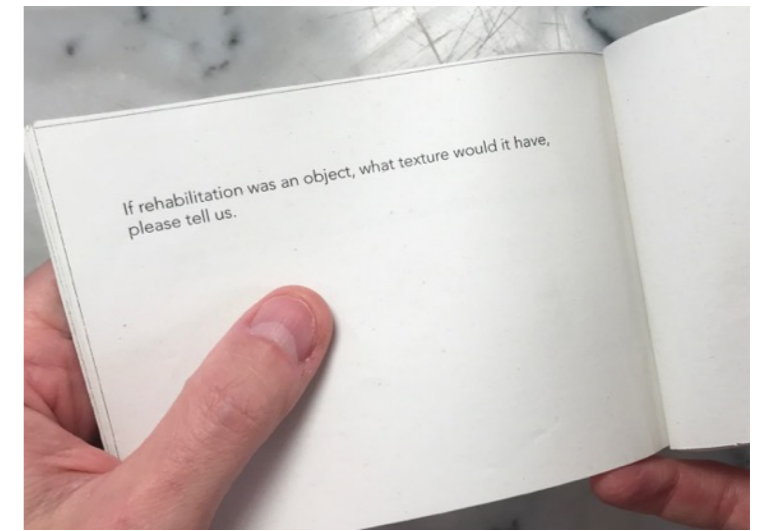 If rehabilitation was an object, what texture would it have,
please tell us.